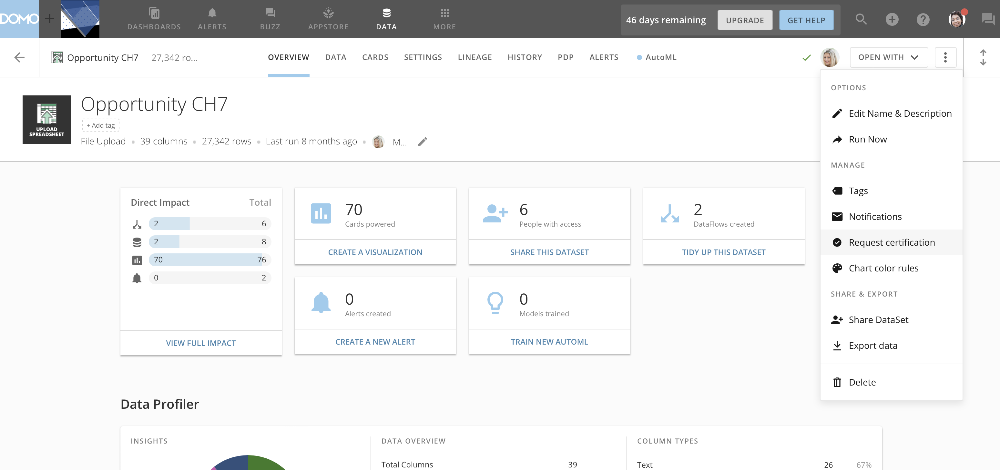 DOMO
DASHBOARDS
ALERTS
BUZZ
APPSTORE
DATA
MORE
46 days remaining
UPGRADE
GET HELP
Opportunity CH7
27,342 ro...
OVERVIEW
DATA
CARDS
SETTINGS
LINEAGE
HISTORY
PDP
ALERTS
AutoML
OPEN WITH
UPLOAD
SPREADSHEET
Opportunity CH7
+ Add tag
File Upload • 39 columns • 27,342 rows • Last run 8 months ago • M...
OPTIONS
Edit Name & Description
Run Now
MANAGE
Tags
Notifications
Request certification
Chart color rules
SHARE & EXPORT
Share DataSet
Export data
Delete
Direct Impact Total
2 6
2 8
70 76
0 2
VIEW FULL IMPACT
70
Cards powered
CREATE A VISUALIZATION
6
People with access
SHARE THIS DATASET
2
DataFlows created
TIDY UP THIS DATASET
0
Alerts created
CREATE A NEW ALERT
0
Models trained
TRAIN NEW AUTOML
Data Profiler
INSIGHTS
DATA OVERVIEW
Total Columns 39
COLUMN TYPES
Text 26 67%